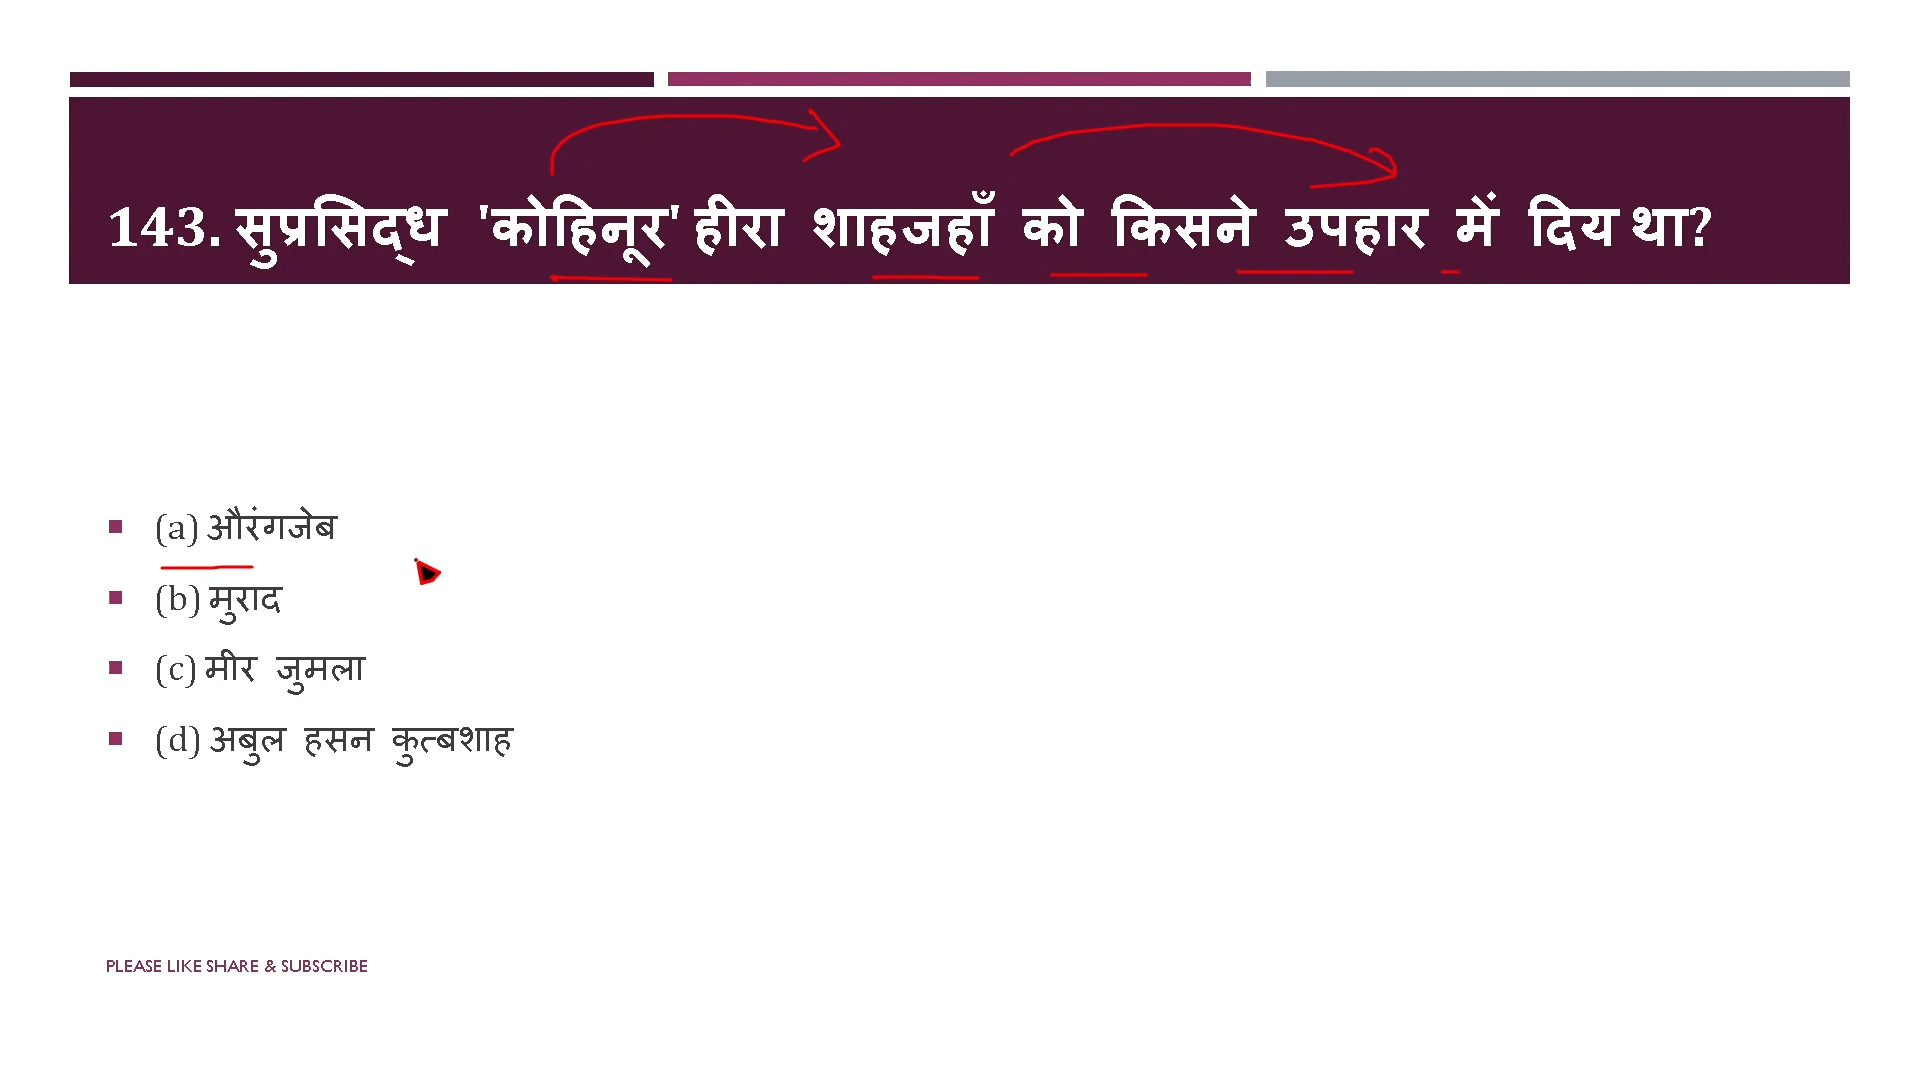 143. सुप्रसिद्ध 'कोहिनूर' हीरा शाहजहाँ को किसने उपहार में दिय था?
(a) औरंगजेब
(b) मुराद
(c) मीर जुमला
(d) अबुल हसन कुत्बशाह
PLEASE LIKE SHARE & SUBSCRIBE